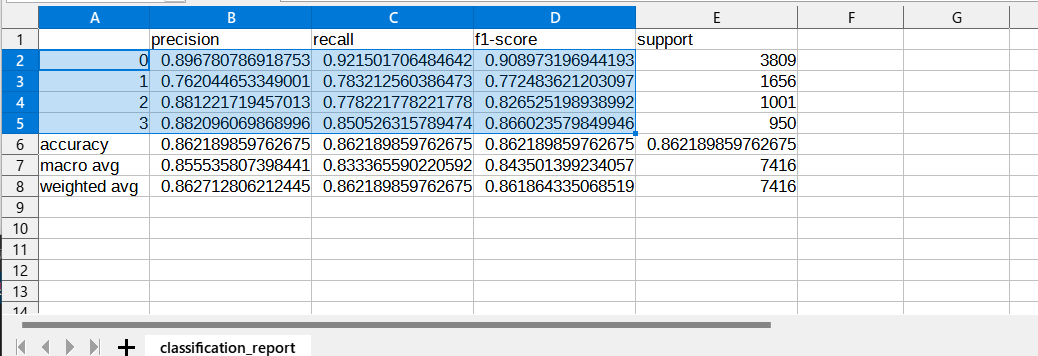 A B C D E F G
1 precision recall f1-score support
2 0 0.896780786918753 0.921501706484642 0.908973196944193 3809
3 1 0.762044653349001 0.783212560386473 0.772483621203097 1656
4 2 0.881221719457013 0.778221778221778 0.826525198938992 1001
5 3 0.882096069868996 0.850526315789474 0.866023579849946 950
6 accuracy 0.862189859762675 0.862189859762675 0.862189859762675 0.862189859762675
7 macro avg 0.855535807398441 0.833365590220592 0.843501399234057 7416
8 weighted avg 0.862712806212445 0.862189859762675 0.861864335068519 7416
9
10
11
12
13
14
classification_report